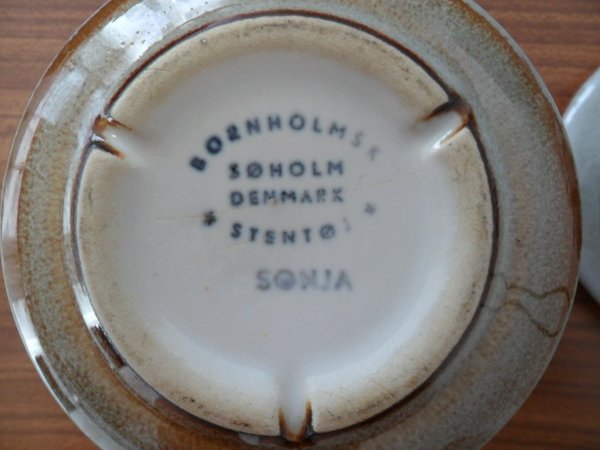 BORNHOLMSK
SØHOLM
DENMARK
* STENTØJ *
SONJA